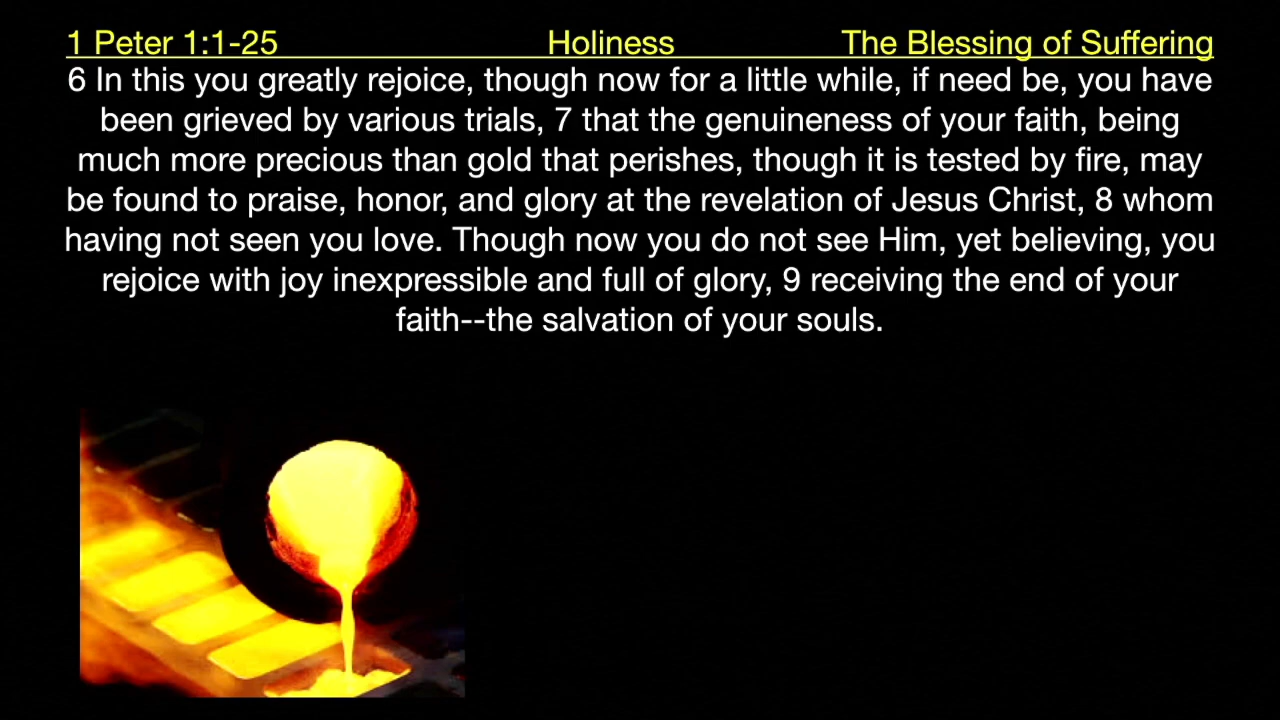 1 Peter 1:1-25 Holiness The Blessing of Suffering
6 In this you greatly rejoice, though now for a little while, if need be, you have
been grieved by various trials, 7 that the genuineness of your faith, being
much more precious than gold that perishes, though it is tested by fire, may
be found to praise, honor, and glory at the revelation of Jesus Christ, 8 whom
having not seen you love. Though now you do not see Him, yet believing, you
rejoice with joy inexpressible and full of glory, 9 receiving the end of your
faith--the salvation of your souls.